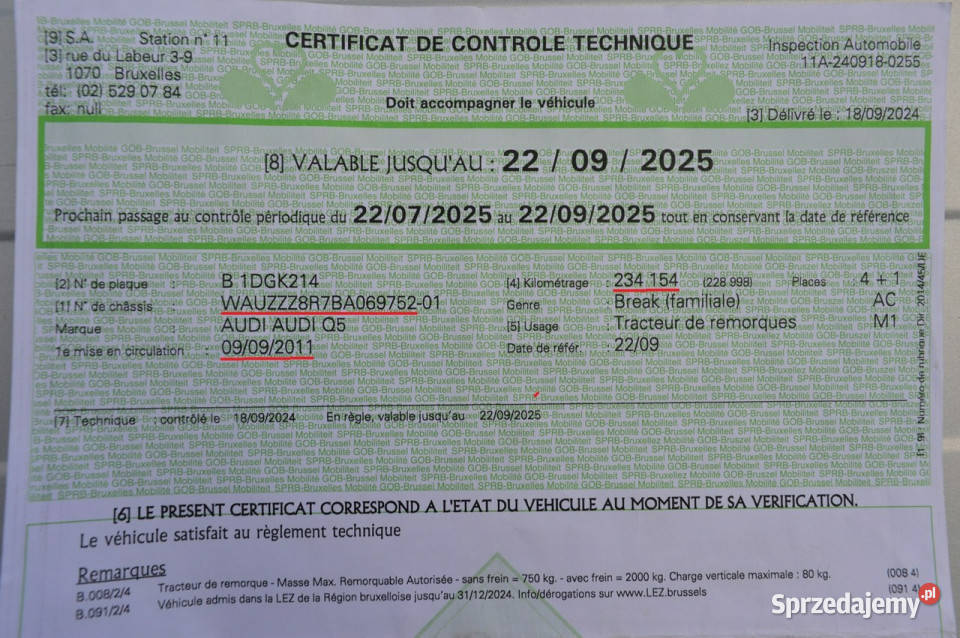 [9] S.A. Station n° 11
[3] rue du Labeur 3-9
1070 Bruxelles
tél: (02) 529 07 84
fax: null
CERTIFICAT DE CONTROLE TECHNIQUE
Doit accompagner le véhicule
Inspection Automobile
11A-240918-0255
[3] Délivré le : 18/09/2024
[8] VALABLE JUSQU'AU : 22 / 09 / 2025
Prochain passage au contrôle périodique du 22/07/2025 au 22/09/2025 tout en conservant la date de référence
[2] N° de plaque : B 1DGK214
[1] N° de châssis : WAUZZZ8R7BA069752-01
Marque : AUDI AUDI Q5
1e mise en circulation : 09/09/2011
[4] Kilométrage : 234 154 (228 998) Places : 4 + 1
Genre : Break (familiale) AC
[5] Usage : Tracteur de remorques M1
Date de référ. : 22/09
[7] Technique : contrôlé le 18/09/2024 En règle, valable jusqu'au 22/09/2025
[6] LE PRESENT CERTIFICAT CORRESPOND A L'ETAT DU VEHICULE AU MOMENT DE SA VERIFICATION.
Le véhicule satisfait au règlement technique
Remarques
B.008/2/4 Tracteur de remorque - Masse Max. Remorquable Autorisée - sans frein = 750 kg. - avec frein = 2000 kg. Charge verticale maximale : 80 kg. (008 4)
B.091/2/4 Véhicule admis dans la LEZ de la Région bruxelloise jusqu'au 31/12/2024. Info/dérogations sur www.LEZ.brussels (091 4)
Sprzedajemy.pl